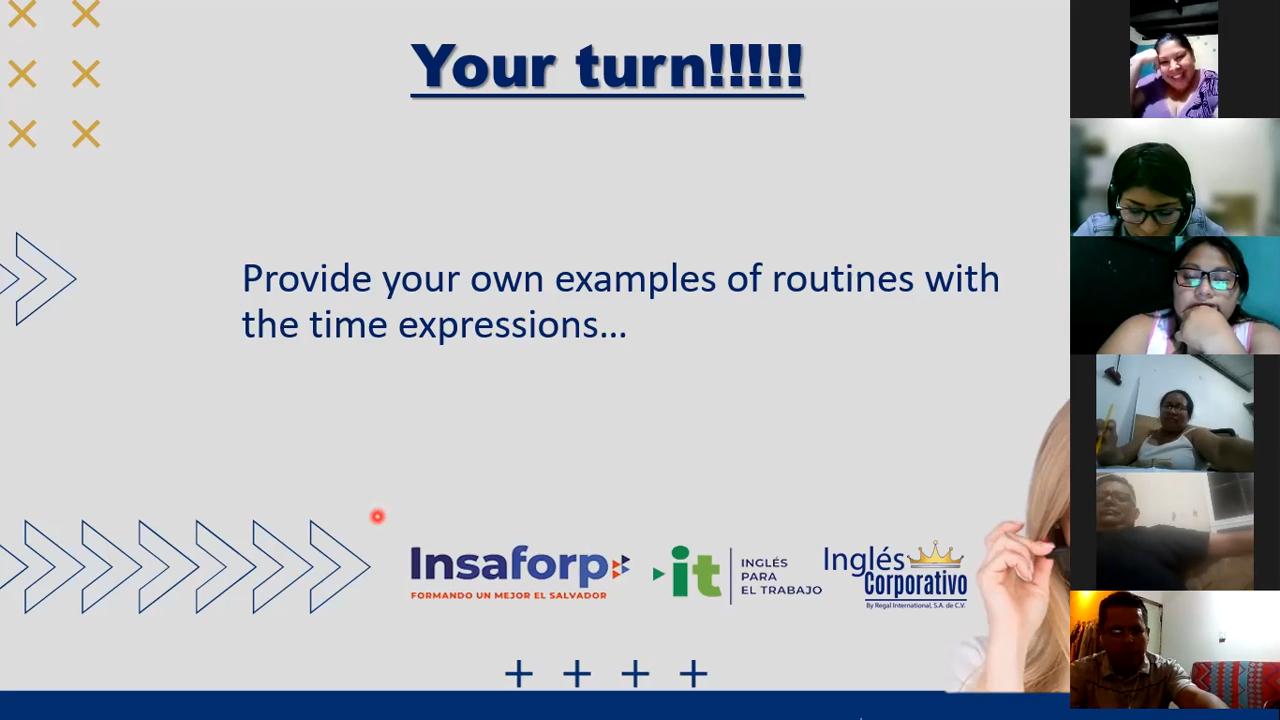 Your turn!!!!!
Provide your own examples of routines with
the time expressions...
Insaforp
FORMANDO UN MEJOR EL SALVADOR
it
INGLÉS
PARA
EL TRABAJO
Inglés
Corporativo
By Regal International, S.A. de C.V.